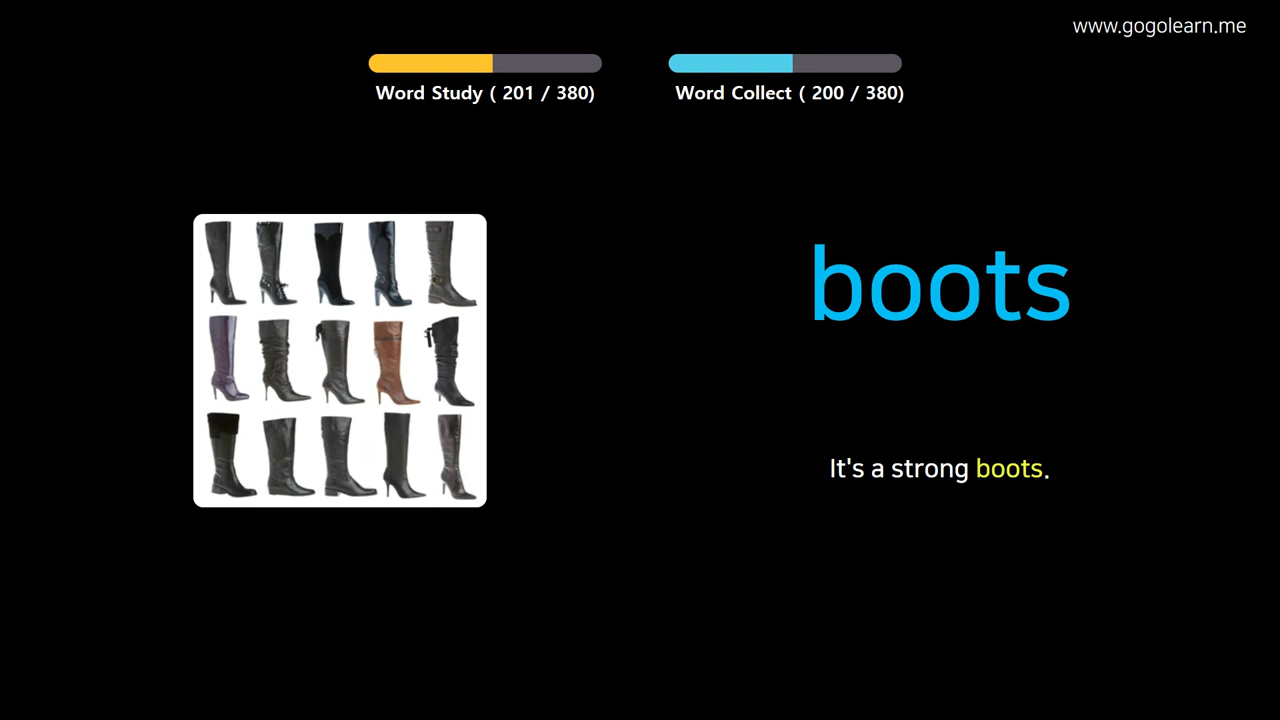 www.gogolearn.me
Word Study ( 201 / 380)
Word Collect ( 200 / 380)
boots
It's a strong boots.